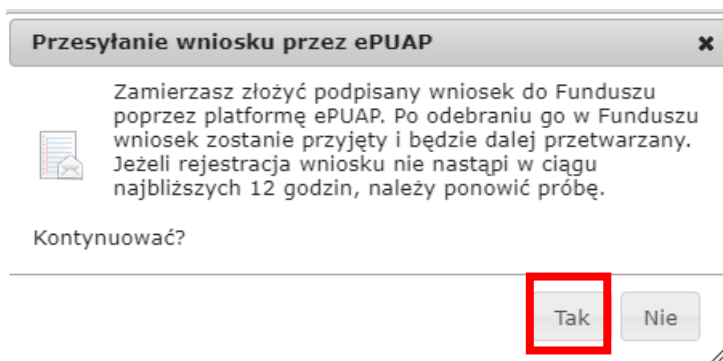 Przesyłanie wniosku przez ePUAP
Zamierzasz złożyć podpisany wniosek do Funduszu
poprzez platformę ePUAP. Po odebraniu go w Funduszu
wniosek zostanie przyjęty i będzie dalej przetwarzany.
Jeżeli rejestracja wniosku nie nastąpi w ciągu
najbliższych 12 godzin, należy ponowić próbę.
Kontynuować?
Tak Nie